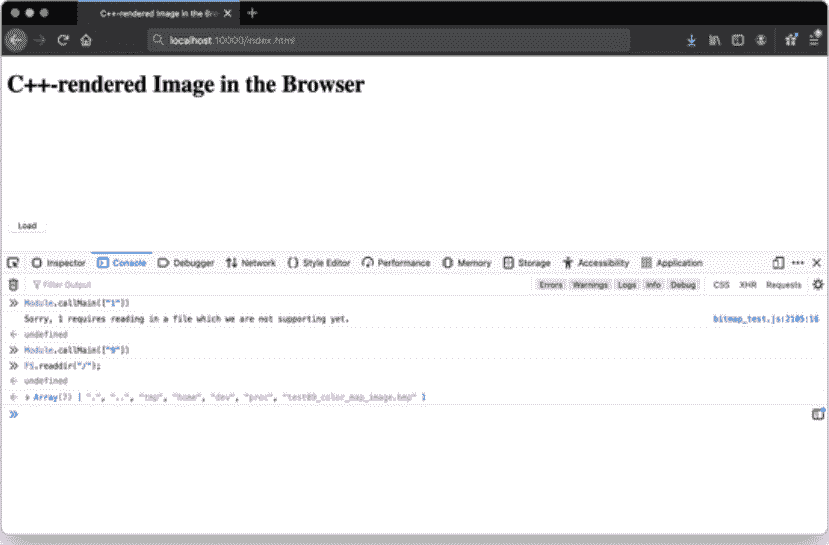 C++-rendered Image in the Bro
localhost:10000/index.html
C++-rendered Image in the Browser
Load
Inspector Console Debugger Network Style Editor Performance Memory Storage Accessibility Application
Filter Output Errors Warnings Logs Info Debug CSS XHR Requests
Module.callMain(["1"])
Sorry, 1 requires reading in a file which we are not supporting yet. bitmap_test.js:2105:16
undefined
Module.callMain(["9"])
FS.readdir("/");
undefined
Array(7) [ ".", "..", "tmp", "home", "dev", "proc", "test09_color_map_image.bmp" ]